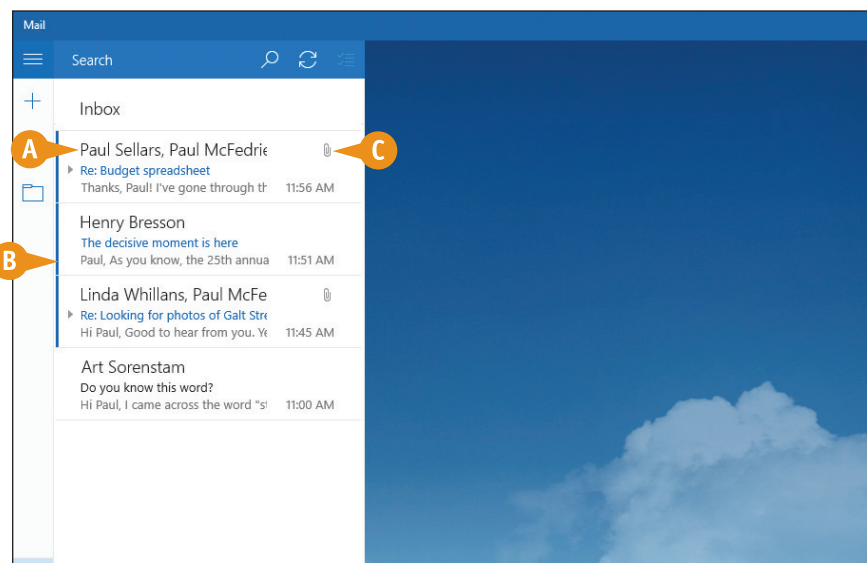 Mail
Search
Inbox
A
Paul Sellars, Paul McFedrie
C
Re: Budget spreadsheet
Thanks, Paul! I've gone through th 11:56 AM
Henry Bresson
The decisive moment is here
B
Paul, As you know, the 25th annua 11:51 AM
Linda Whillans, Paul McFe
Re: Looking for photos of Galt Stre
Hi Paul, Good to hear from you. Ye 11:45 AM
Art Sorenstam
Do you know this word?
Hi Paul, I came across the word "st 11:00 AM